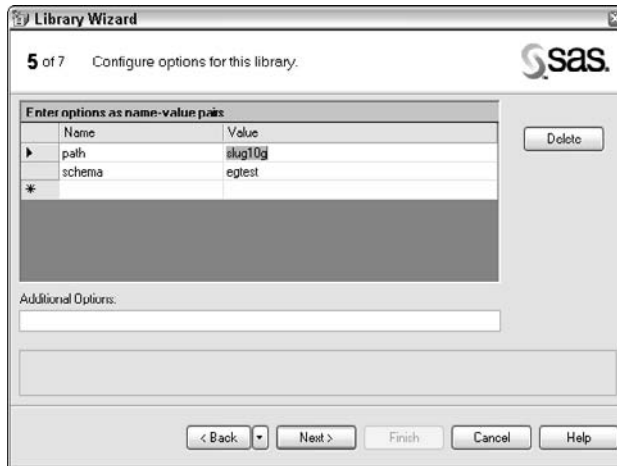 Library Wizard
5 of 7 Configure options for this library.
sas.
Enter options as name-value pairs
Name Value
Delete
path slug10g
schema egtest
Additional Options:
< Back
Next >
Finish
Cancel
Help